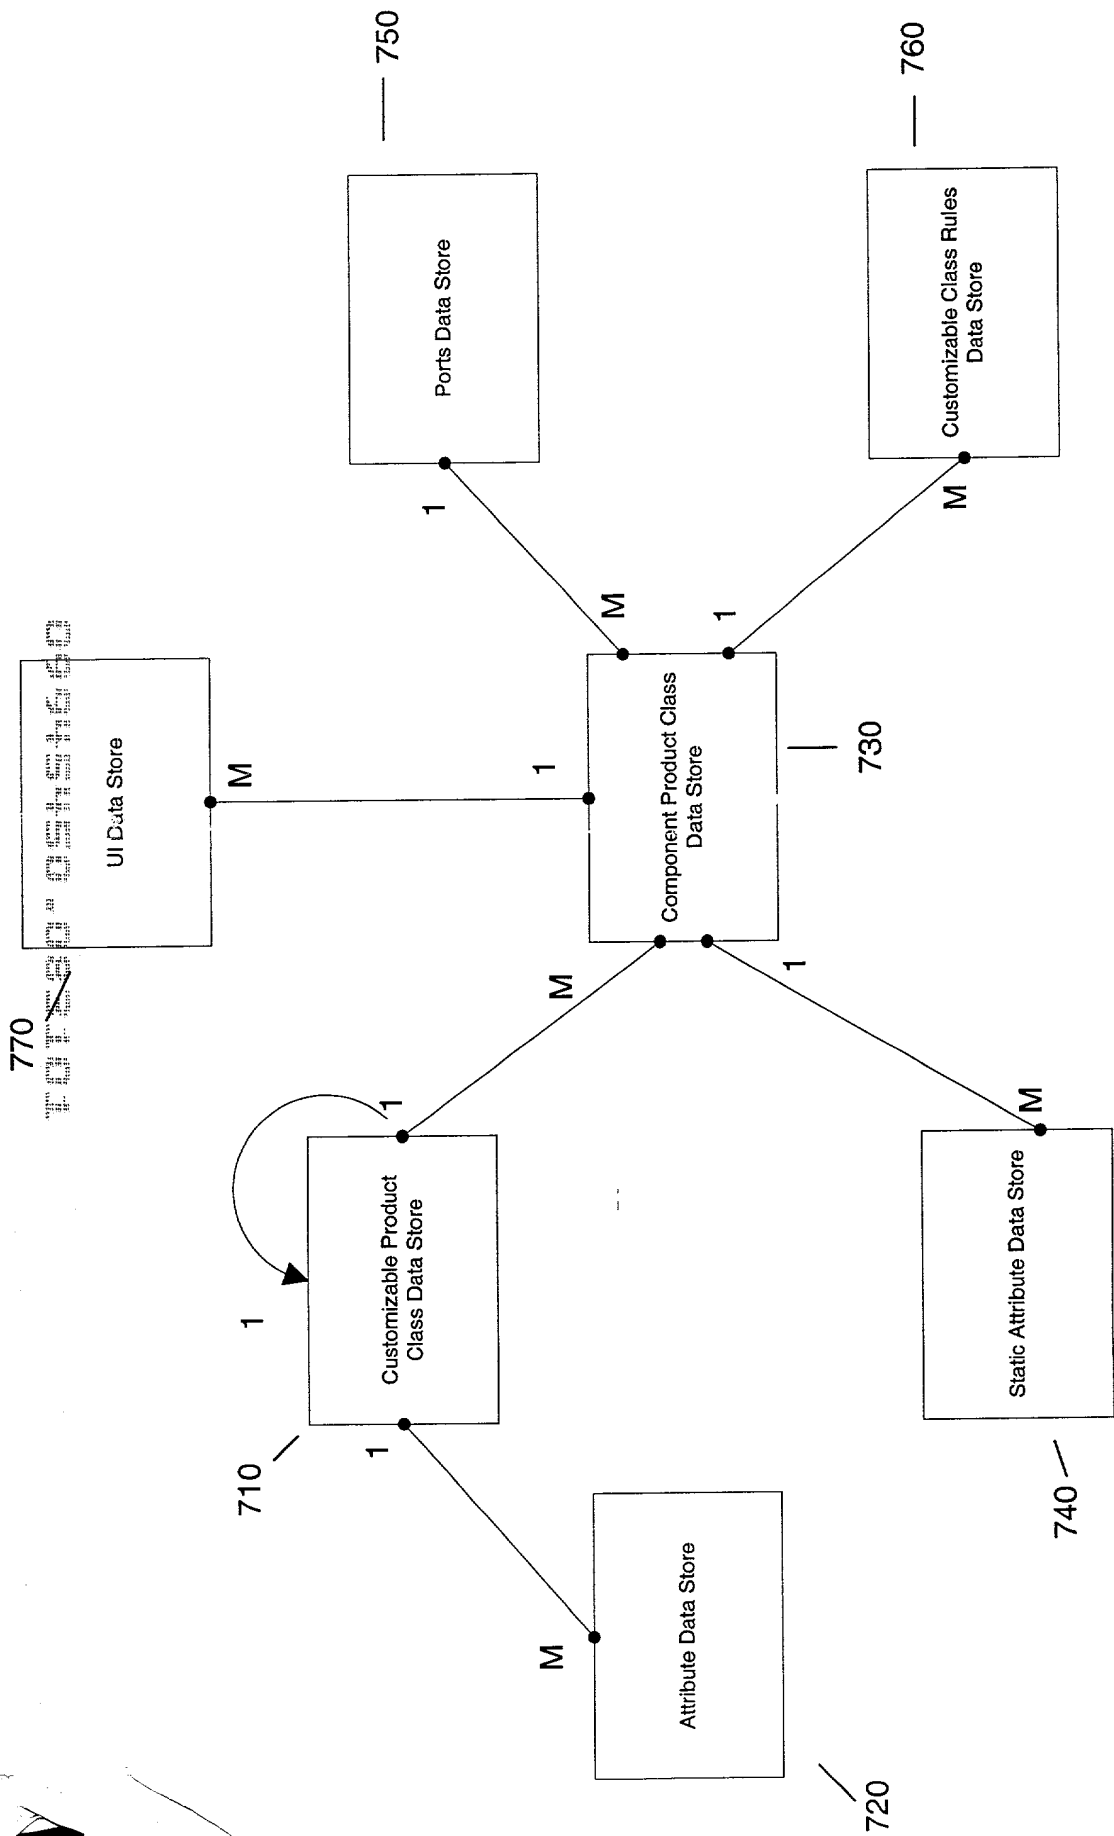 770
UI Data Store
M
1
750
Ports Data Store
1
M
710
1
1
Customizable Product
Class Data Store
1
M
Component Product Class
Data Store
730
1
M
Customizable Class Rules
Data Store
760
M
Attribute Data Store
720
1
M
Static Attribute Data Store
740